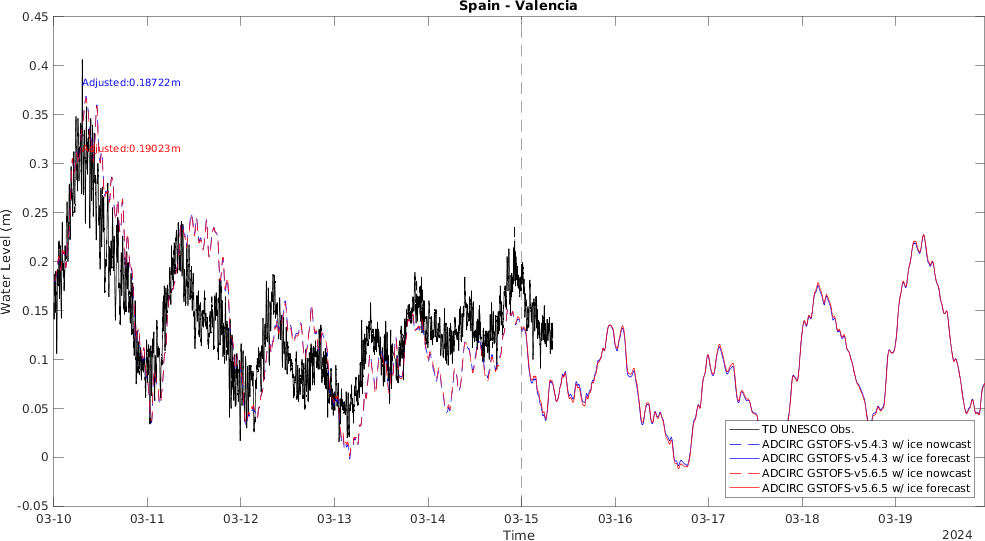 Spain - Valencia
0.45
0.4
0.35
0.3
0.25
0.2
0.15
0.1
0.05
0
-0.05
Water Level (m)
Adjusted:0.18722m
Adjusted:0.19023m
TD UNESCO Obs.
ADCIRC GSTOFS-v5.4.3 w/ ice nowcast
ADCIRC GSTOFS-v5.4.3 w/ ice forecast
ADCIRC GSTOFS-v5.6.5 w/ ice nowcast
ADCIRC GSTOFS-v5.6.5 w/ ice forecast
03-10 03-11 03-12 03-13 03-14 03-15 03-16 03-17 03-18 03-19
Time
2024